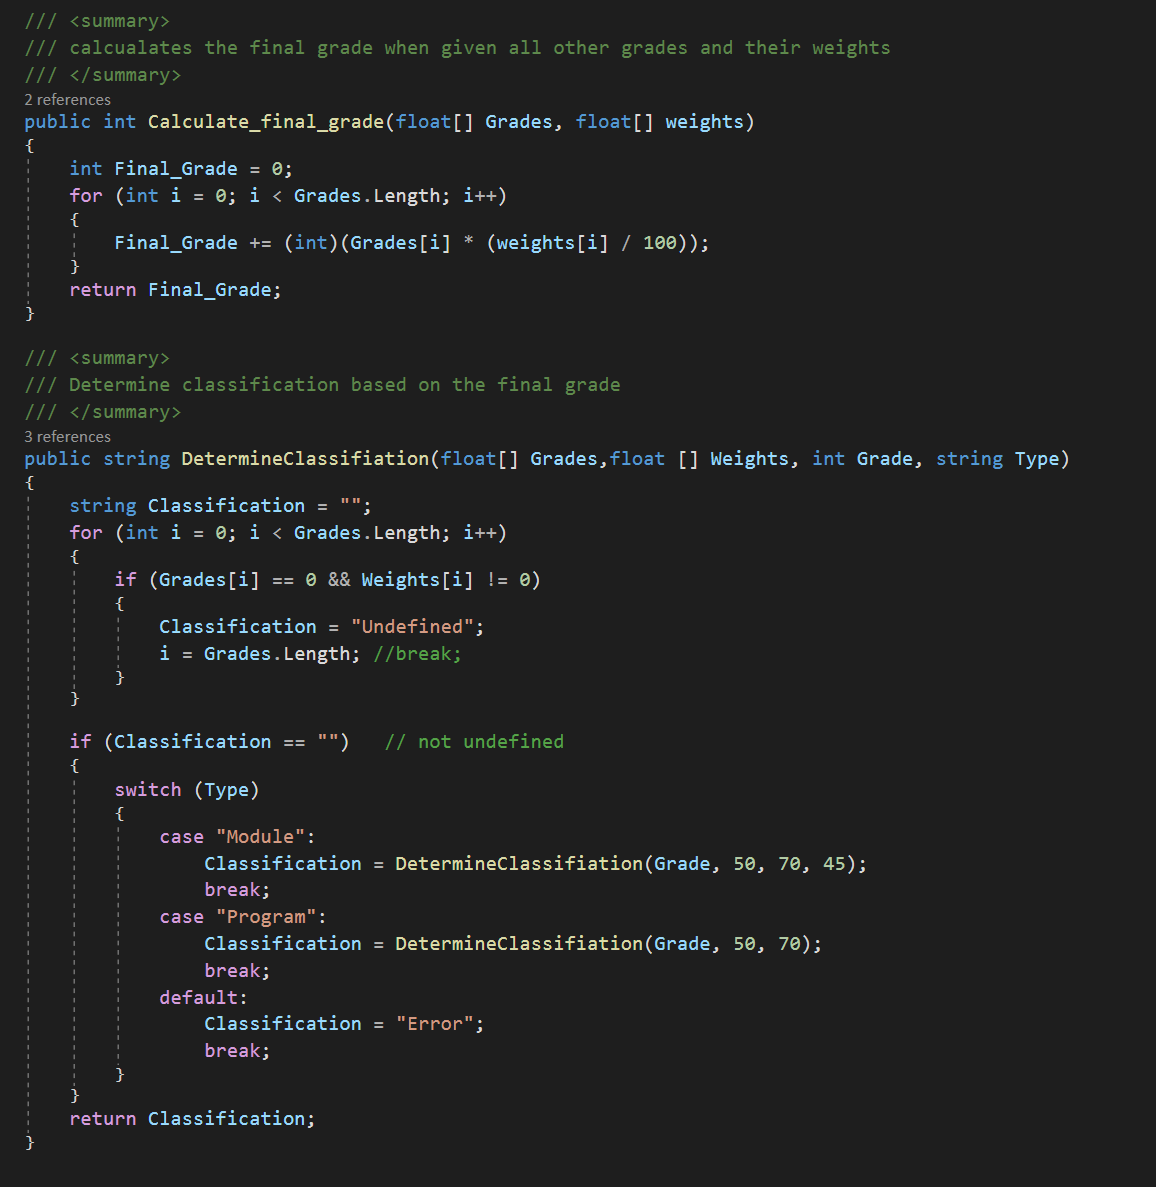 /// <summary>
/// calcualates the final grade when given all other grades and their weights
/// </summary>
2 references
public int Calculate_final_grade(float[] Grades, float[] weights)
{
    int Final_Grade = 0;
    for (int i = 0; i < Grades.Length; i++)
    {
        Final_Grade += (int)(Grades[i] * (weights[i] / 100));
    }
    return Final_Grade;
}
/// <summary>
/// Determine classification based on the final grade
/// </summary>
3 references
public string DetermineClassifiation(float[] Grades,float [] Weights, int Grade, string Type)
{
    string Classification = "";
    for (int i = 0; i < Grades.Length; i++)
    {
        if (Grades[i] == 0 && Weights[i] != 0)
        {
            Classification = "Undefined";
            i = Grades.Length; //break;
        }
    }
    if (Classification == "")   // not undefined
    {
        switch (Type)
        {
            case "Module":
                Classification = DetermineClassifiation(Grade, 50, 70, 45);
                break;
            case "Program":
                Classification = DetermineClassifiation(Grade, 50, 70);
                break;
            default:
                Classification = "Error";
                break;
        }
    }
    return Classification;
}